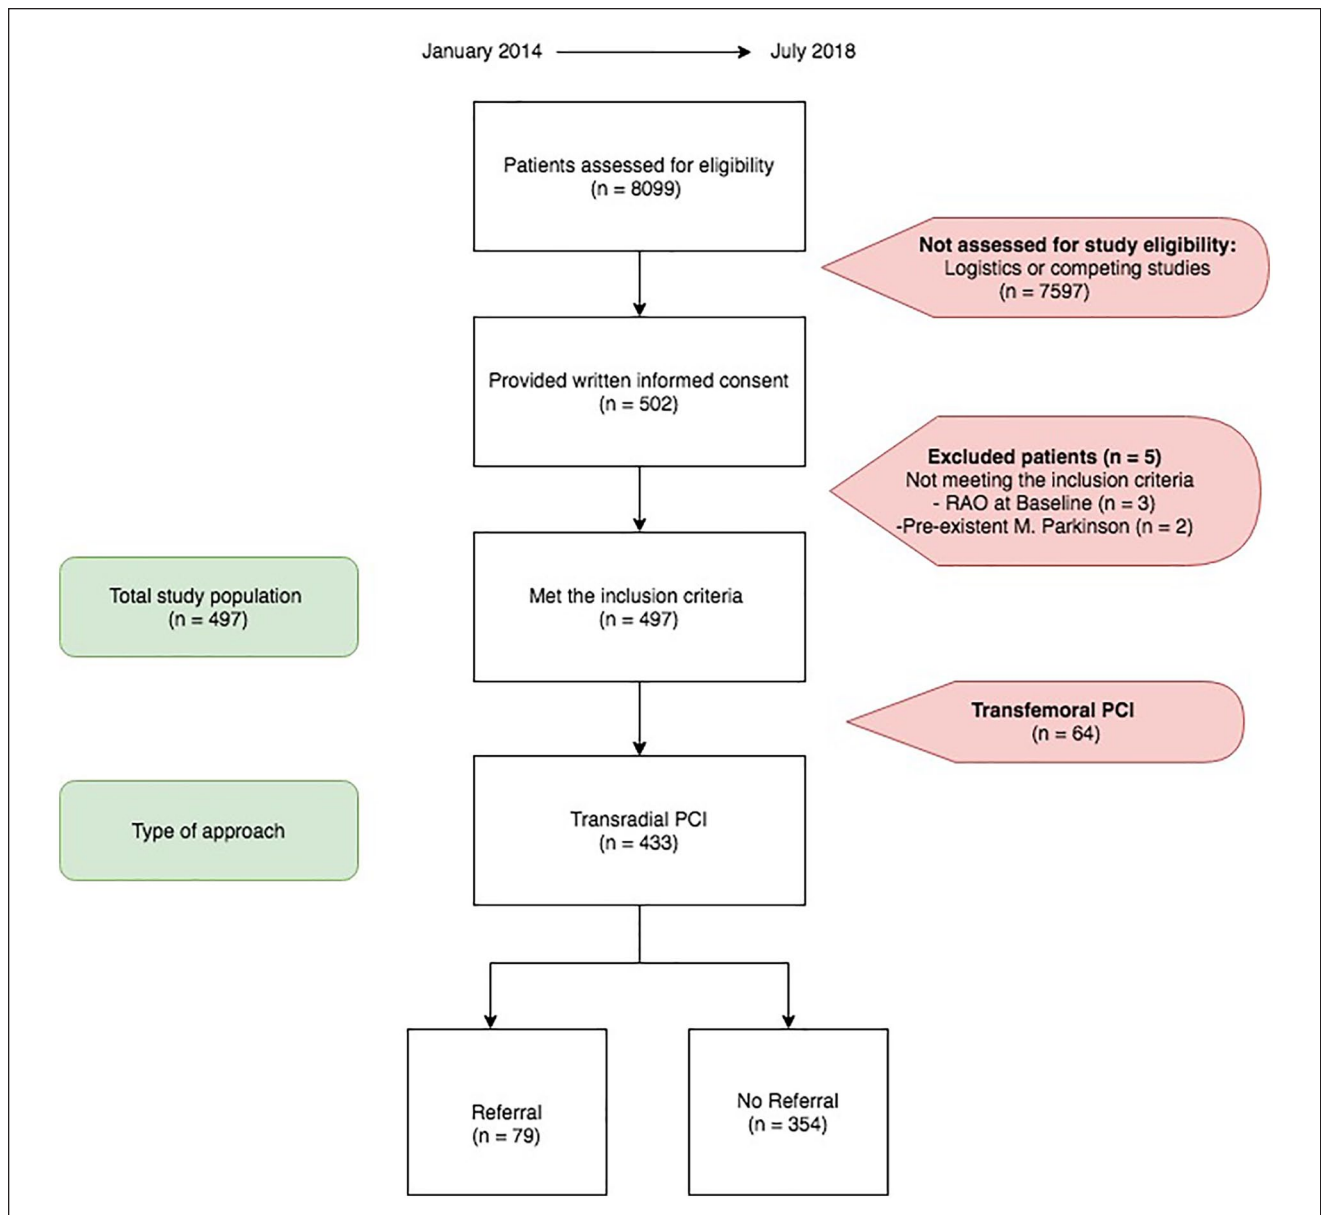 January 2014
July 2018
Patients assessed for eligibility
(n = 8099)
Not assessed for study eligibility:
Logistics or competing studies
(n = 7597)
Provided written informed consent
(n = 502)
Excluded patients (n = 5)
Not meeting the inclusion criteria
- RAO at Baseline (n = 3)
-Pre-existent M. Parkinson (n = 2)
Total study population
(n = 497)
Met the inclusion criteria
(n = 497)
Transfemoral PCI
(n = 64)
Type of approach
Transradial PCI
(n = 433)
Referral
(n = 79)
No Referral
(n = 354)